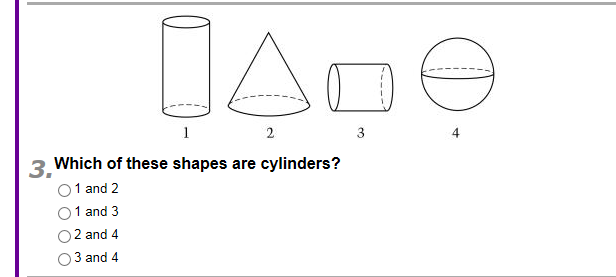 1 2 3 4
3. Which of these shapes are cylinders?
1 and 2
1 and 3
2 and 4
3 and 4